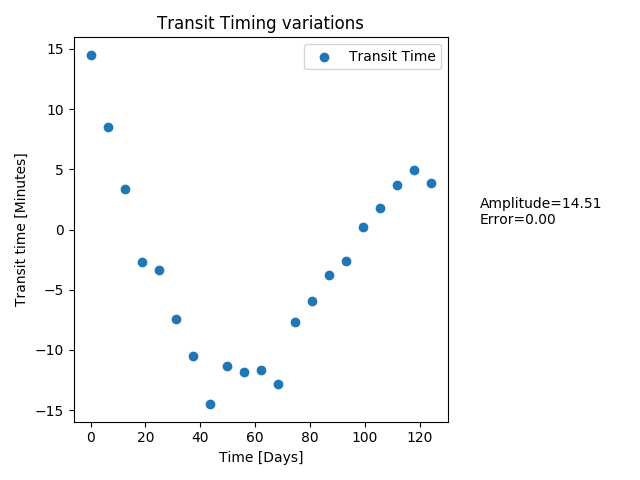 Transit Timing variations
Transit Time
Transit time [Minutes]
15
10
5
0
−5
−10
−15
Amplitude=14.51
Error=0.00
0 20 40 60 80 100 120
Time [Days]